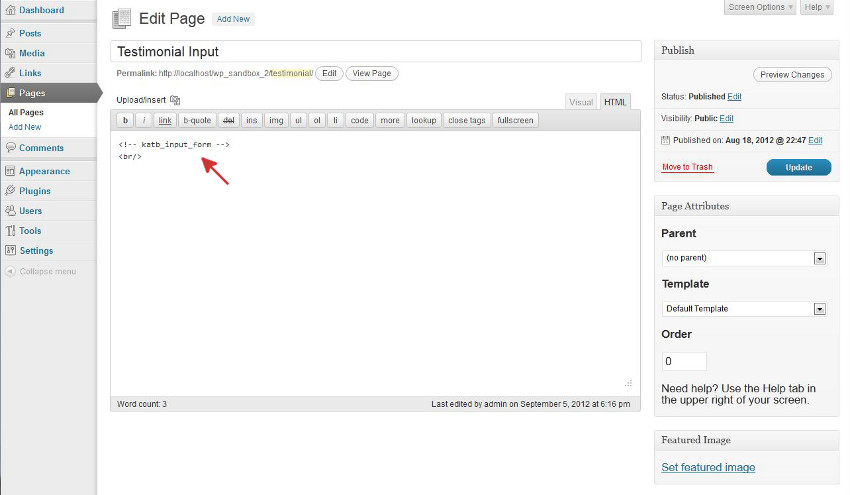 Dashboard
Posts
Media
Links
Pages
All Pages
Add New
Comments
Appearance
Plugins
Users
Tools
Settings
Collapse menu
Screen Options
Help
Edit Page
Add New
Testimonial Input
Permalink: http://localhost/wp_sandbox_2/testimonial/ Edit View Page
Upload/Insert
Visual HTML
b i link b-quote del ins img ul ol li code more lookup close tags fullscreen
<!-- katb_input_form -->
<br/>
Word count: 3
Last edited by admin on September 5, 2012 at 6:16 pm
Publish
Preview Changes
Status: Published Edit
Visibility: Public Edit
Published on: Aug 18, 2012 @ 22:47 Edit
Move to Trash
Update
Page Attributes
Parent
(no parent)
Template
Default Template
Order
0
Need help? Use the Help tab in
the upper right of your screen.
Featured Image
Set featured image